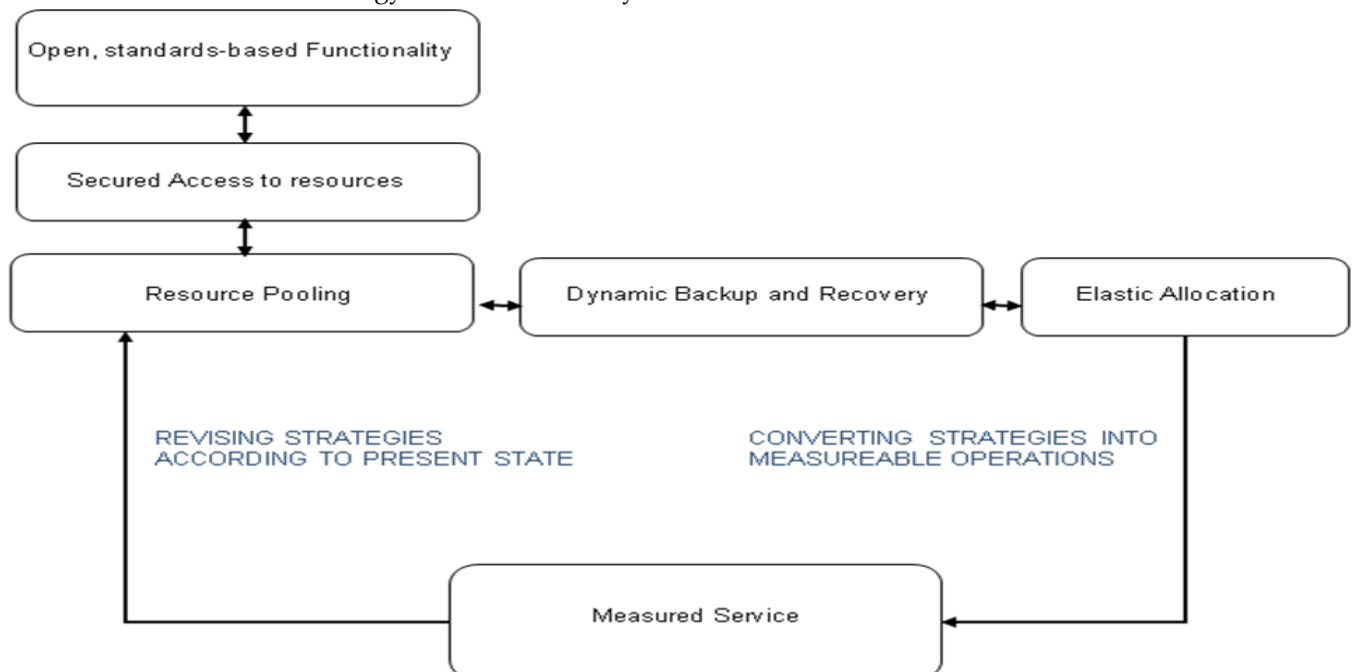 Open, standards-based Functionality
Secured Access to resources
Resource Pooling
Dynamic Backup and Recovery
Elastic Allocation
REVISING STRATEGIES
ACCORDING TO PRESENT STATE
CONVERTING STRATEGIES INTO
MEASUREABLE OPERATIONS
Measured Service